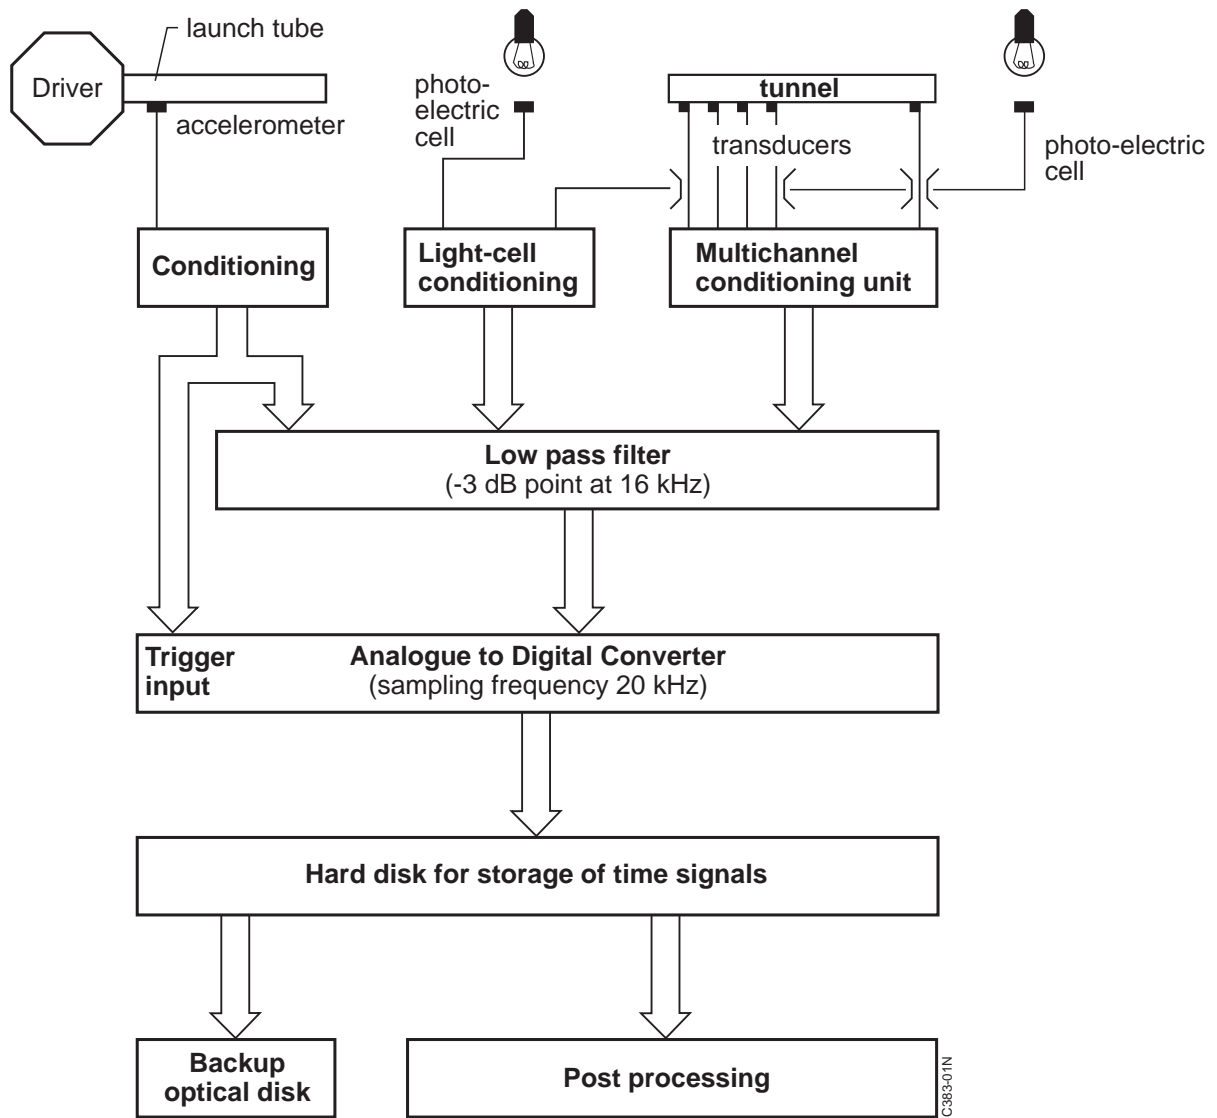 launch tube
Driver
accelerometer
photo-
electric
cell
tunnel
transducers
photo-electric
cell
Conditioning
Light-cell
conditioning
Multichannel
conditioning unit
Low pass filter
(-3 dB point at 16 kHz)
Trigger
input
Analogue to Digital Converter
(sampling frequency 20 kHz)
Hard disk for storage of time signals
Backup
optical disk
Post processing
C383-01N